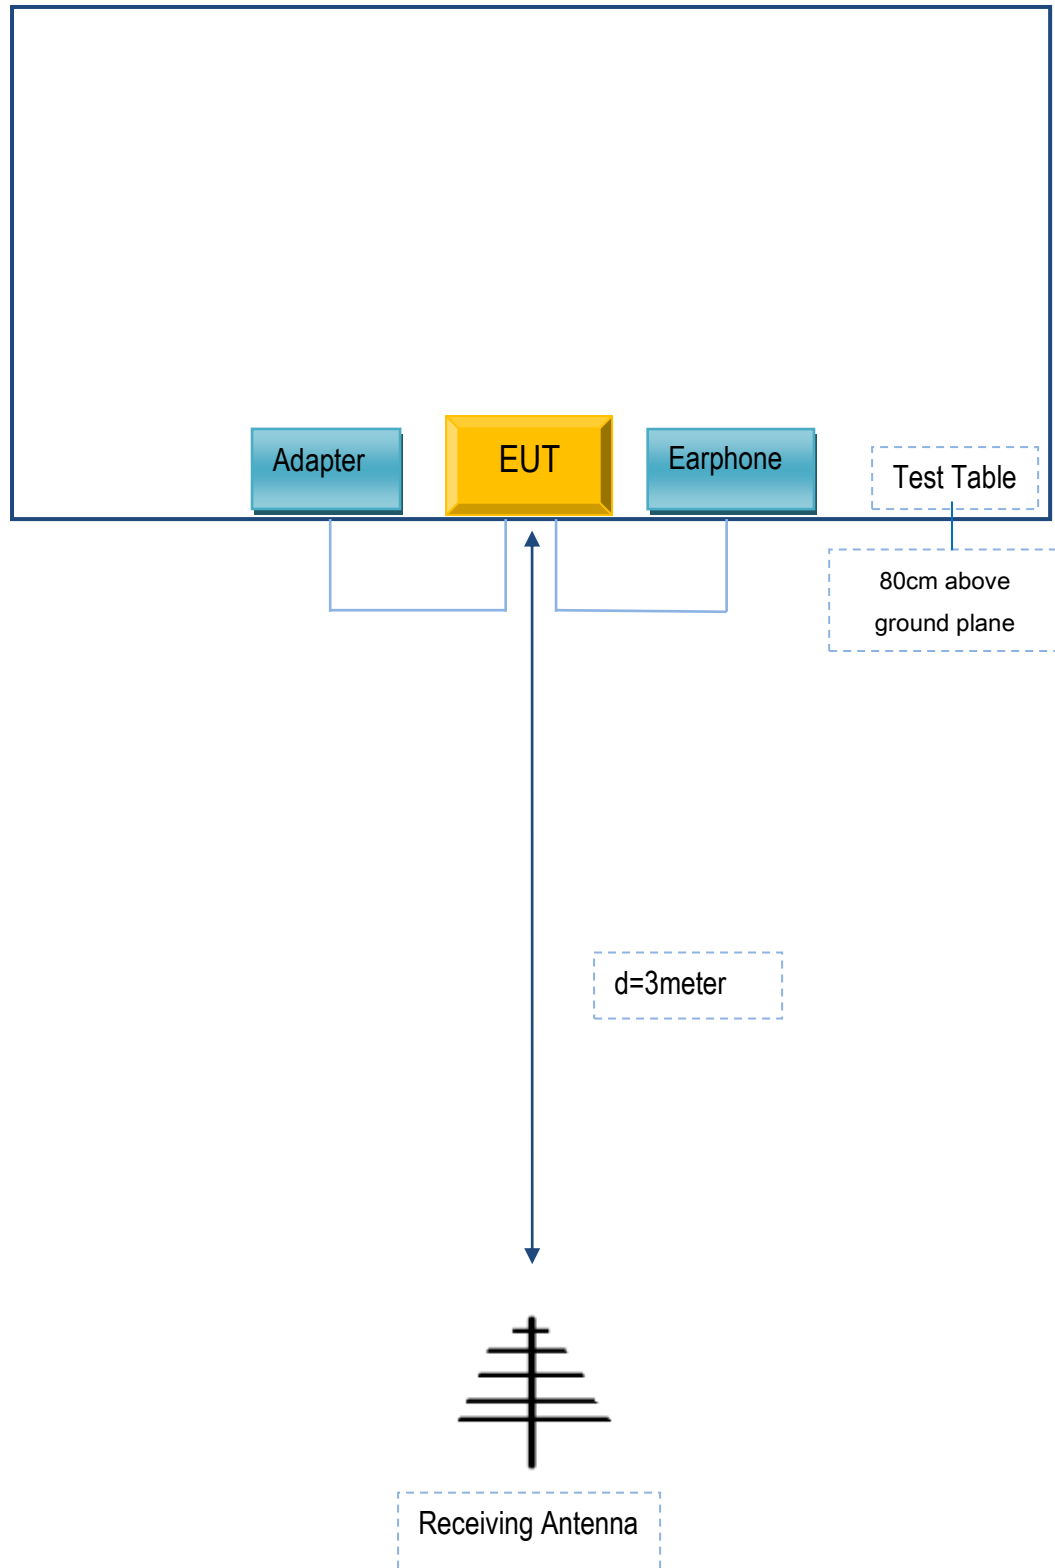 Adapter
EUT
Earphone
Test Table
80cm above
ground plane
d=3meter
Receiving Antenna